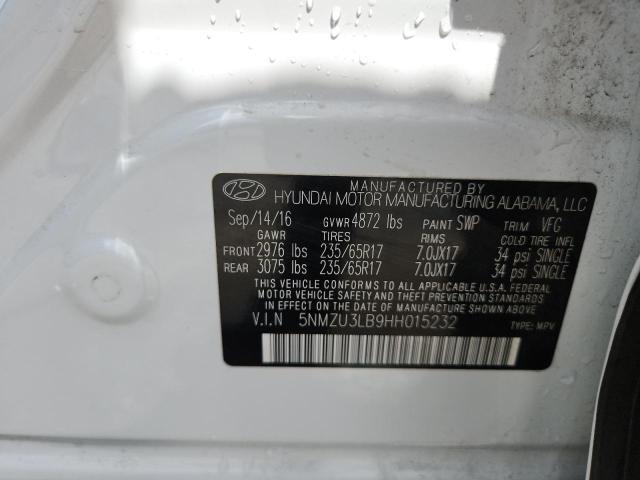 MANUFACTURED BY
HYUNDAI MOTOR MANUFACTURING ALABAMA, LLC
Sep/14/16 GVWR 4872 lbs PAINT SWP TRIM VFG
GAWR TIRES RIMS COLD TIRE INFL
FRONT 2976 lbs 235/65R17 7.0JX17 34 psi SINGLE
REAR 3075 lbs 235/65R17 7.0JX17 34 psi SINGLE
THIS VEHICLE CONFORMS TO ALL APPLICABLE U.S.A. FEDERAL
MOTOR VEHICLE SAFETY AND THEFT PREVENTION STANDARDS
IN EFFECT ON THE DATE OF MANUFACTURE SHOWN ABOVE.
V.I.N 5NMZU3LB9HH015232 TYPE: MPV